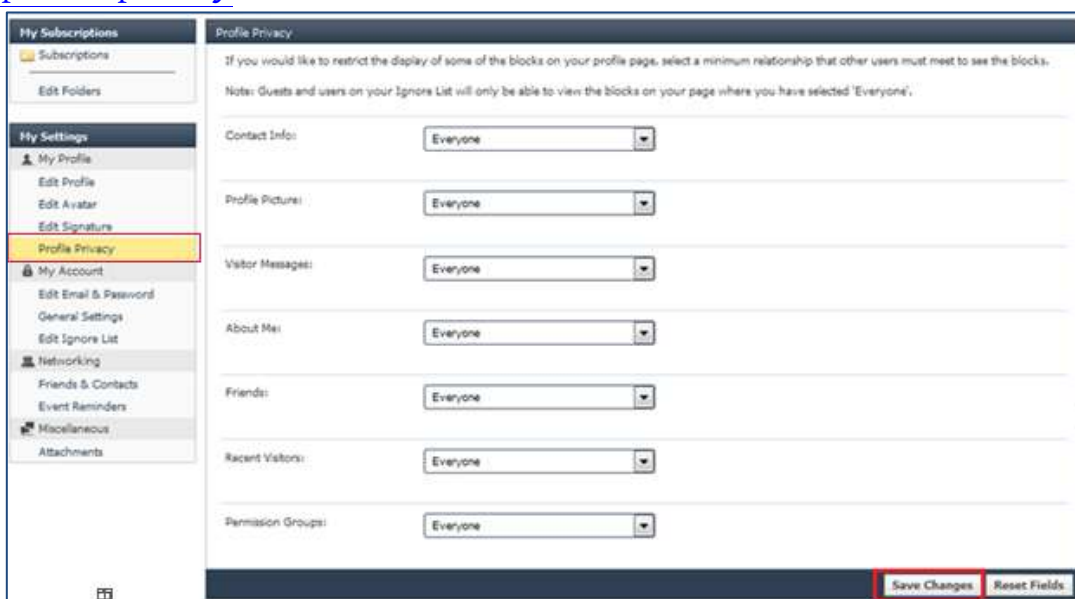 My Subscriptions
Subscriptions
Edit Folders
My Settings
My Profile
Edit Profile
Edit Avatar
Edit Signature
Profile Privacy
My Account
Edit Email & Password
General Settings
Edit Ignore List
Networking
Friends & Contacts
Event Reminders
Miscellaneous
Attachments
Profile Privacy
If you would like to restrict the display of some of the blocks on your profile page, select a minimum relationship that other users must meet to see the blocks.
Note: Guests and users on your Ignore List will only be able to view the blocks on your page where you have selected 'Everyone'.
Contact Info: Everyone
Profile Picture: Everyone
Visitor Messages: Everyone
About Me: Everyone
Friends: Everyone
Recent Visitors: Everyone
Permission Groups: Everyone
Save Changes Reset Fields